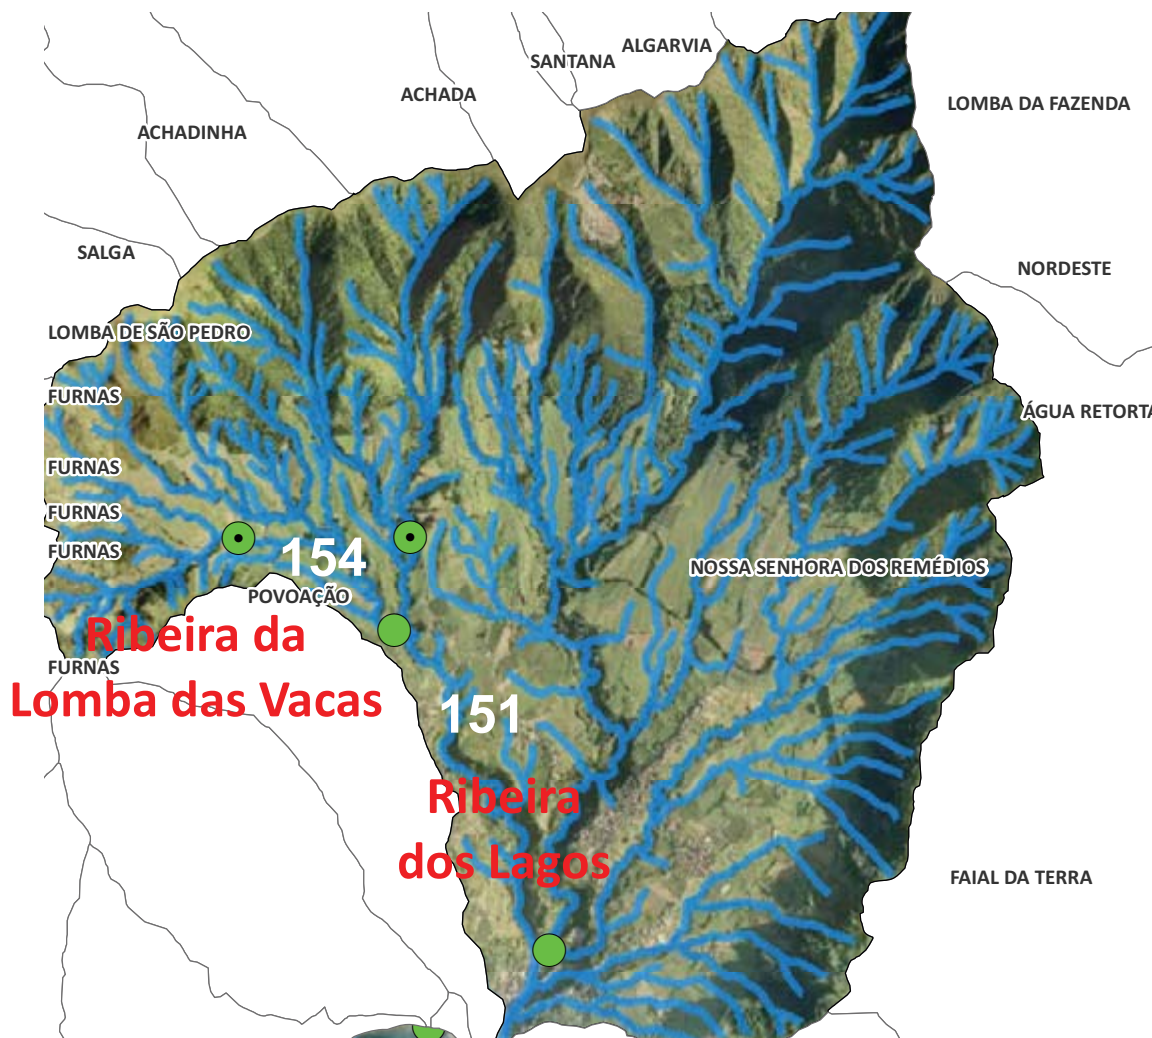 ALGARVIA
SANTANA
ACHADA
LOMBA DA FAZENDA
ACHADINHA
SALGA
NORDESTE
LOMBA DE SÃO PEDRO
FURNAS
ÁGUA RETORTA
FURNAS
FURNAS
FURNAS
154
NOSSA SENHORA DOS REMÉDIOS
POVOAÇÃO
Ribeira da
Lomba das Vacas
FURNAS
151
Ribeira
dos Lagos
FAIAL DA TERRA